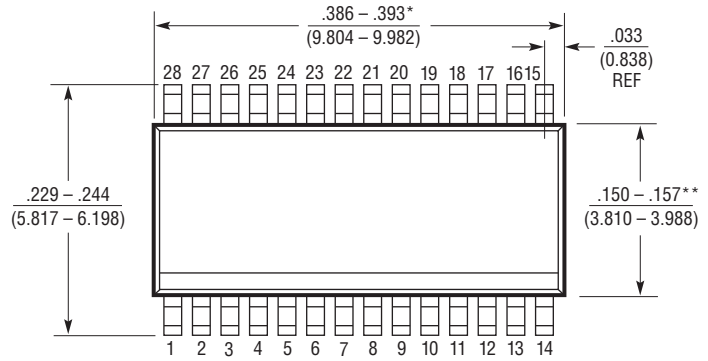 .386 – .393*
(9.804 – 9.982)
.033
(0.838)
REF
28 27 26 25 24 23 22 21 20 19 18 17 16 15
.229 – .244
(5.817 – 6.198)
.150 – .157**
(3.810 – 3.988)
1 2 3 4 5 6 7 8 9 10 11 12 13 14